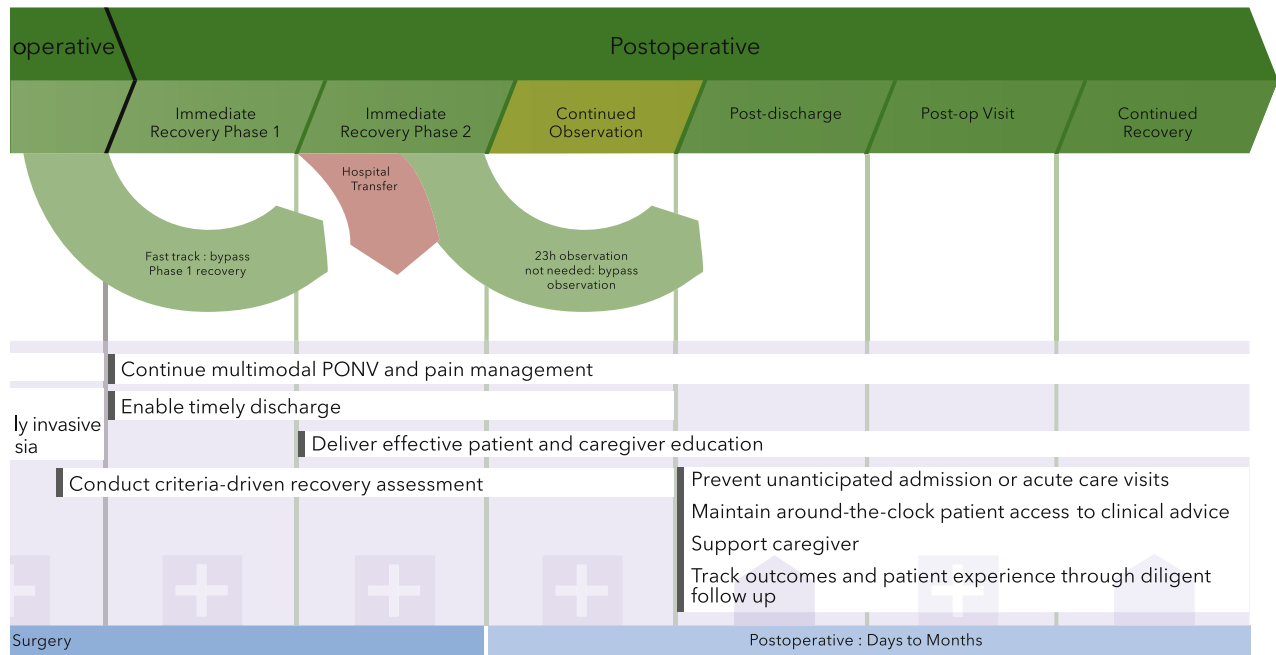 operative
Postoperative
Immediate
Recovery Phase 1
Immediate
Recovery Phase 2
Continued
Observation
Post-discharge
Post-op Visit
Continued
Recovery
Hospital
Transfer
Fast track : bypass
Phase 1 recovery
23h observation
not needed: bypass
observation
Continue multimodal PONV and pain management
Enable timely discharge
ly invasive
sia
Deliver effective patient and caregiver education
Conduct criteria-driven recovery assessment
Prevent unanticipated admission or acute care visits
Maintain around-the-clock patient access to clinical advice
Support caregiver
Track outcomes and patient experience through diligent
follow up
Surgery
Postoperative : Days to Months